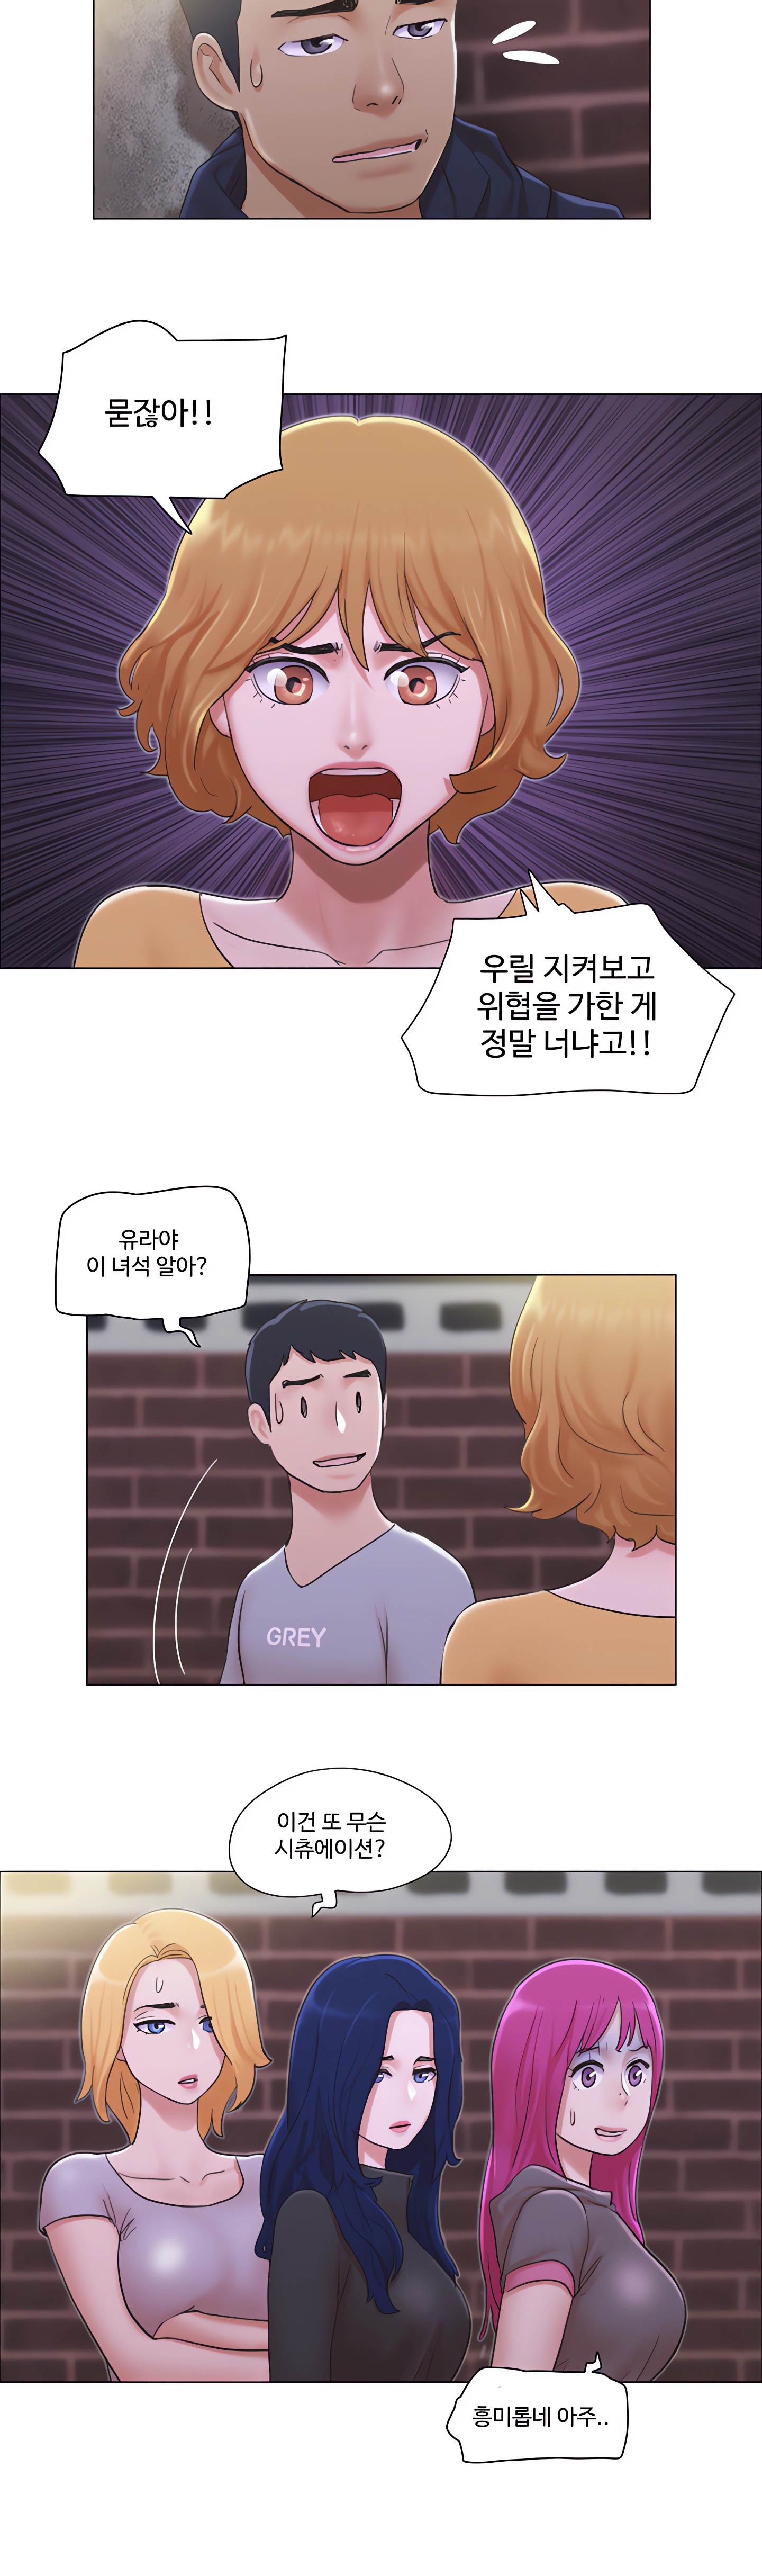 묻잖아!!
우릴 지켜보고
위협을 가한 게
정말 너냐고!!
유라야
이 녀석 알아?
GREY
이건 또 무슨
시츄에이션?
흥미롭네 아주..